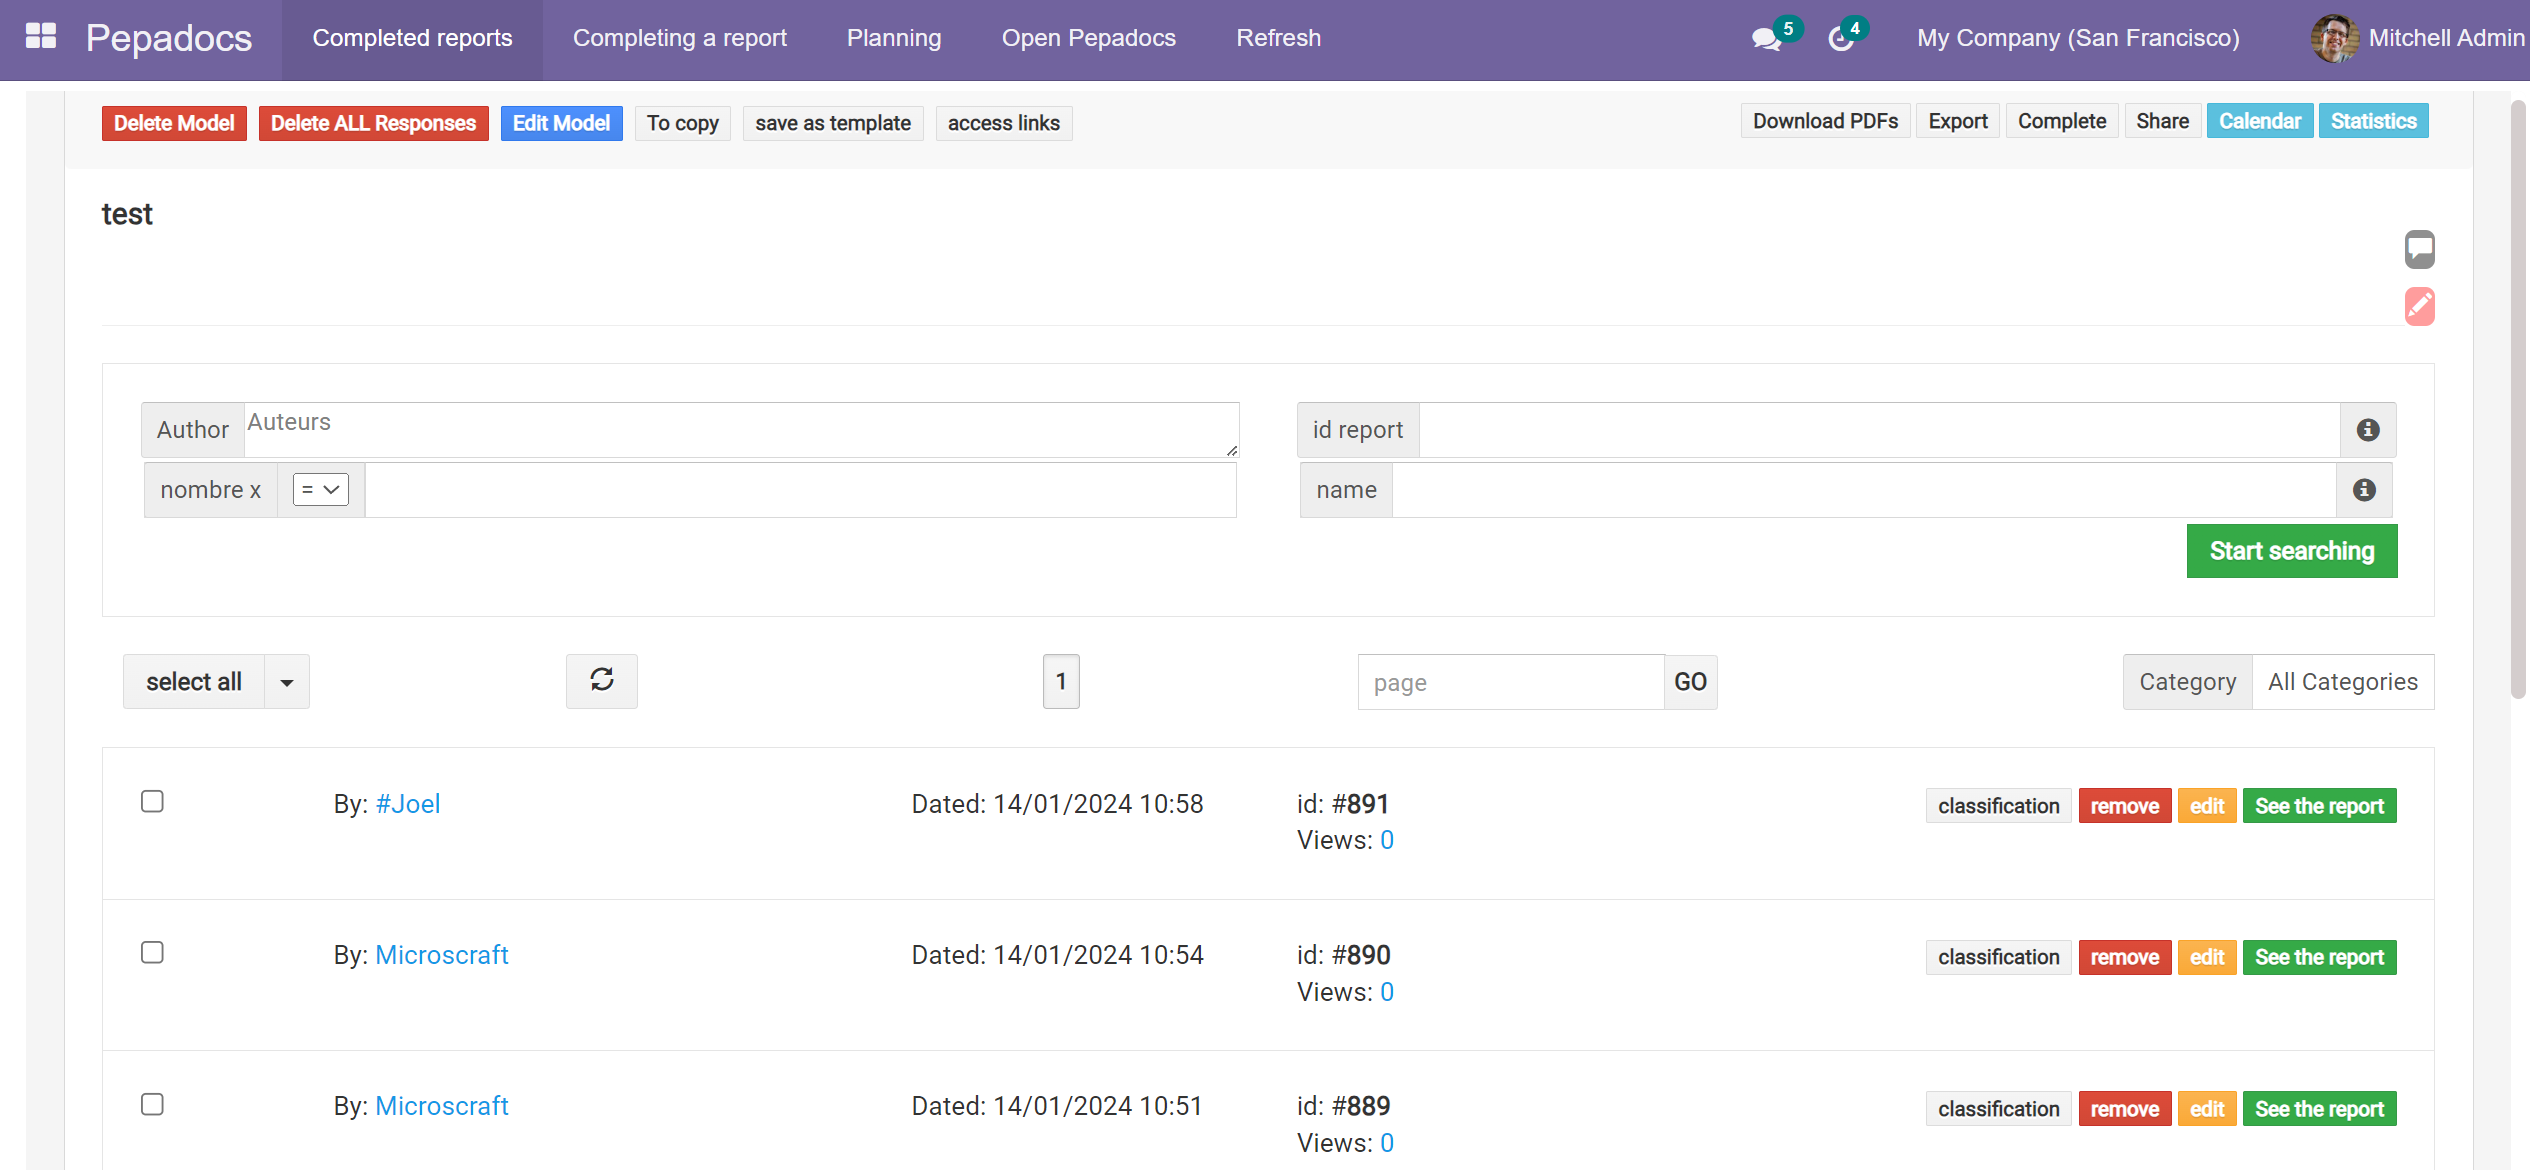 Pepadocs Completed reports Completing a report Planning Open Pepadocs Refresh 5 4 My Company (San Francisco) Mitchell Admin
Delete Model Delete ALL Responses Edit Model To copy save as template access links Download PDFs Export Complete Share Calendar Statistics
test
Author Auteurs id report
nombre x = name
Start searching
select all 1 page GO Category All Categories
By: #Joel Dated: 14/01/2024 10:58 id: #891 classification remove edit See the report
Views: 0
By: Microscraft Dated: 14/01/2024 10:54 id: #890 classification remove edit See the report
Views: 0
By: Microscraft Dated: 14/01/2024 10:51 id: #889 classification remove edit See the report
Views: 0